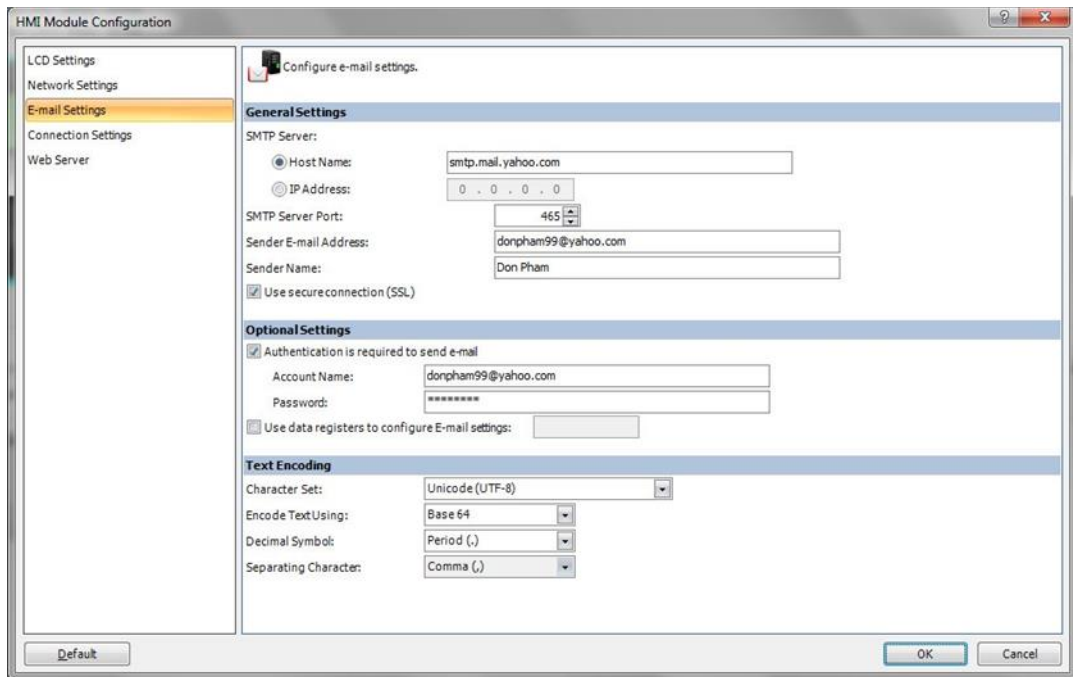 HMI Module Configuration
LCD Settings
Network Settings
E-mail Settings
Connection Settings
Web Server
Configure e-mail settings.
General Settings
SMTP Server:
Host Name: smtp.mail.yahoo.com
IP Address: 0 . 0 . 0 . 0
SMTP Server Port: 465
Sender E-mail Address: donpham99@yahoo.com
Sender Name: Don Pham
Use secure connection (SSL)
Optional Settings
Authentication is required to send e-mail
Account Name: donpham99@yahoo.com
Password: ********
Use data registers to configure E-mail settings:
Text Encoding
Character Set: Unicode (UTF-8)
Encode Text Using: Base 64
Decimal Symbol: Period (.)
Separating Character: Comma (,)
Default OK Cancel